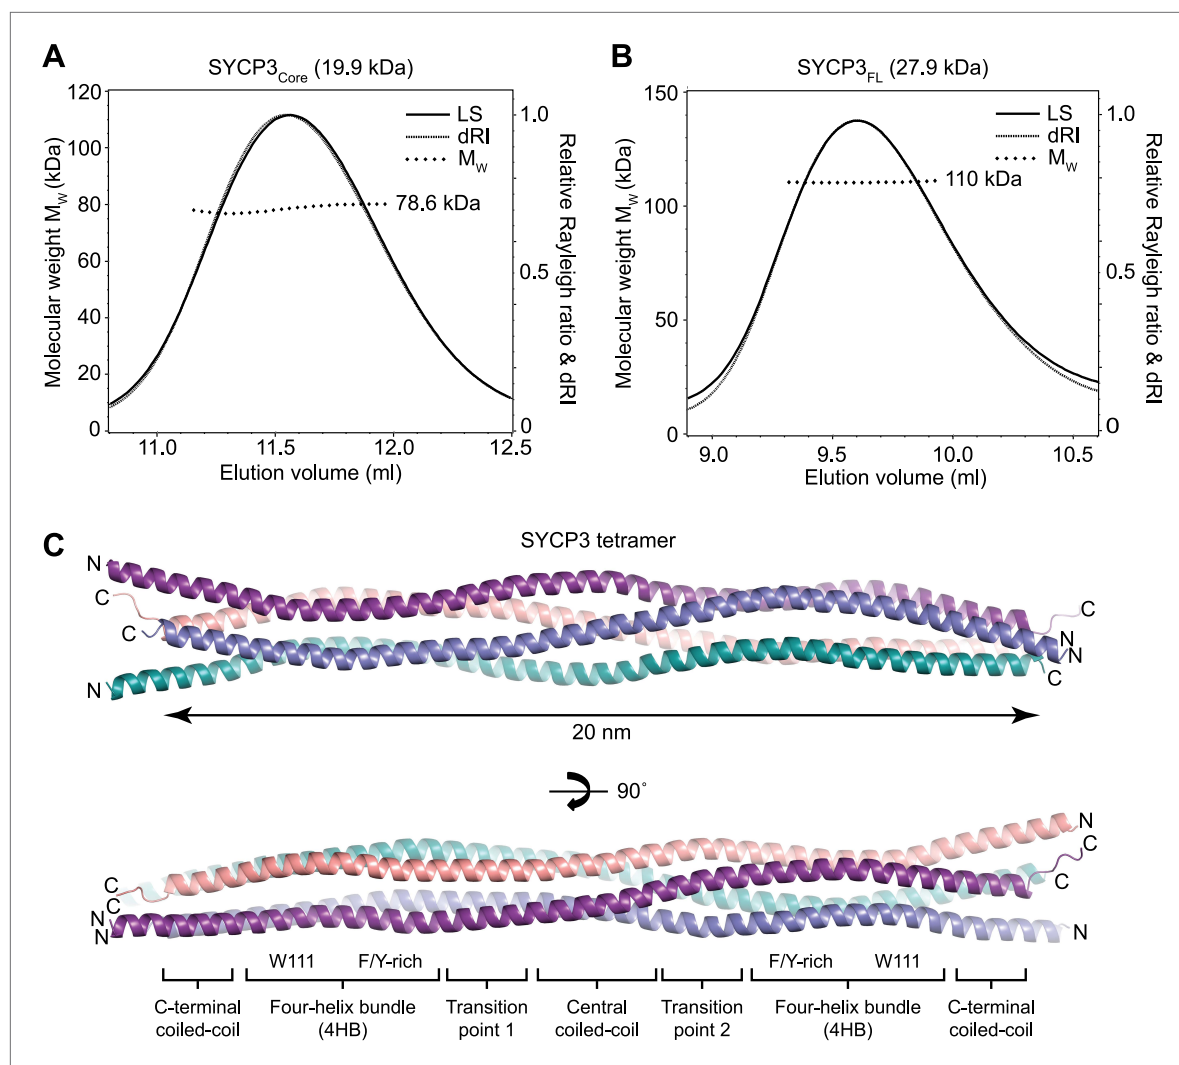 A
SYCP3Core (19.9 kDa)
Molecular weight MW (kDa)
120
100
80
60
40
20
0
11.0
11.5
12.0
12.5
Elution volume (ml)
LS
dRI
MW
78.6 kDa
1.0
0.5
0
Relative Rayleigh ratio & dRI
B
SYCP3FL (27.9 kDa)
Molecular weight MW (kDa)
150
100
50
0
9.0
9.5
10.0
10.5
Elution volume (ml)
LS
dRI
MW
110 kDa
1.0
0.5
0
Relative Rayleigh ratio & dRI
C
SYCP3 tetramer
N
C
C
N
C
N
N
C
20 nm
90°
N
C
C
C
C
N
N
N
W111
F/Y-rich
F/Y-rich
W111
C-terminal
coiled-coil
Four-helix bundle
(4HB)
Transition
point 1
Central
coiled-coil
Transition
point 2
Four-helix bundle
(4HB)
C-terminal
coiled-coil